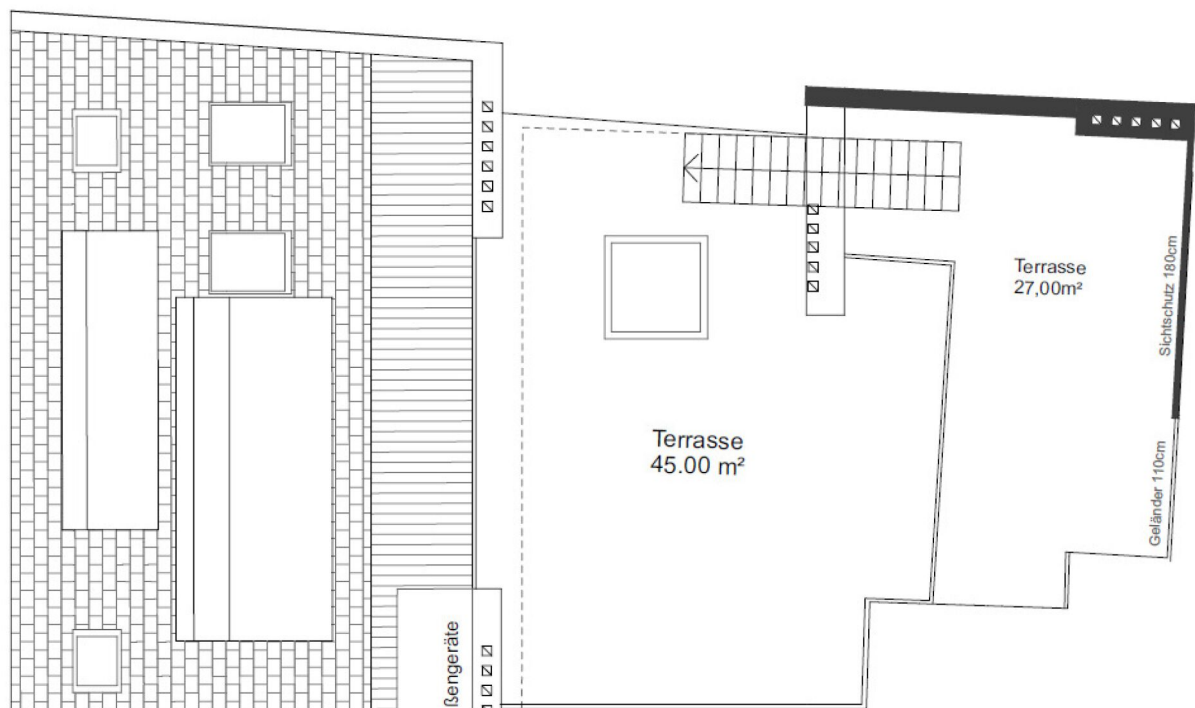 Terrasse
27,00m²
Sichtschutz 180cm
Terrasse
45.00 m²
Geländer 110cm
ßengeräte